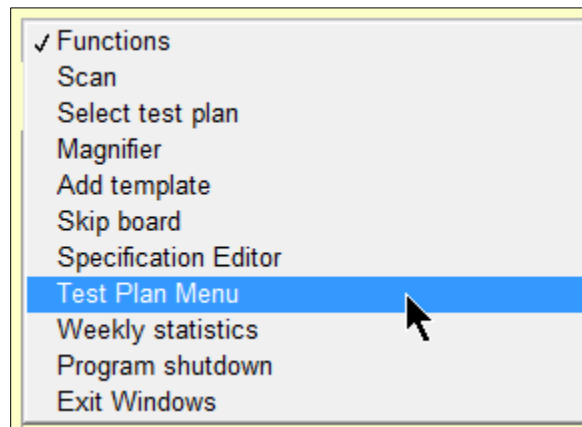 Functions
Scan
Select test plan
Magnifier
Add template
Skip board
Specification Editor
Test Plan Menu
Weekly statistics
Program shutdown
Exit Windows